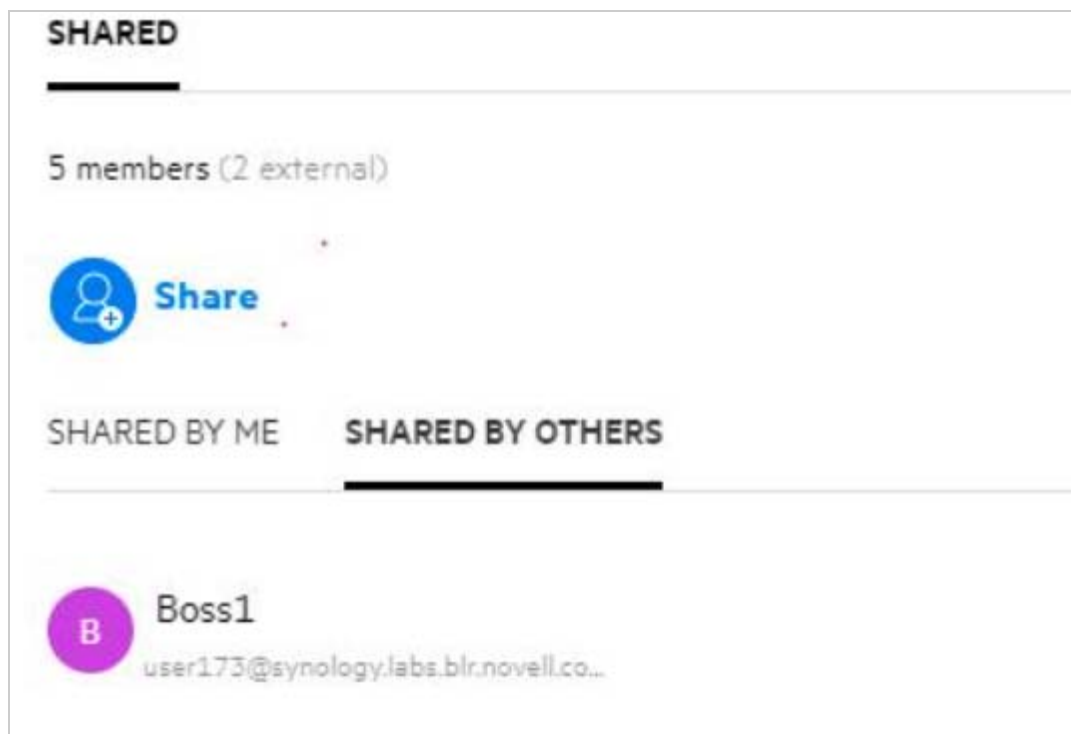 SHARED
5 members (2 external)
Share
SHARED BY ME SHARED BY OTHERS
B
Boss1
user173@synology.labs.blr.novell.co...